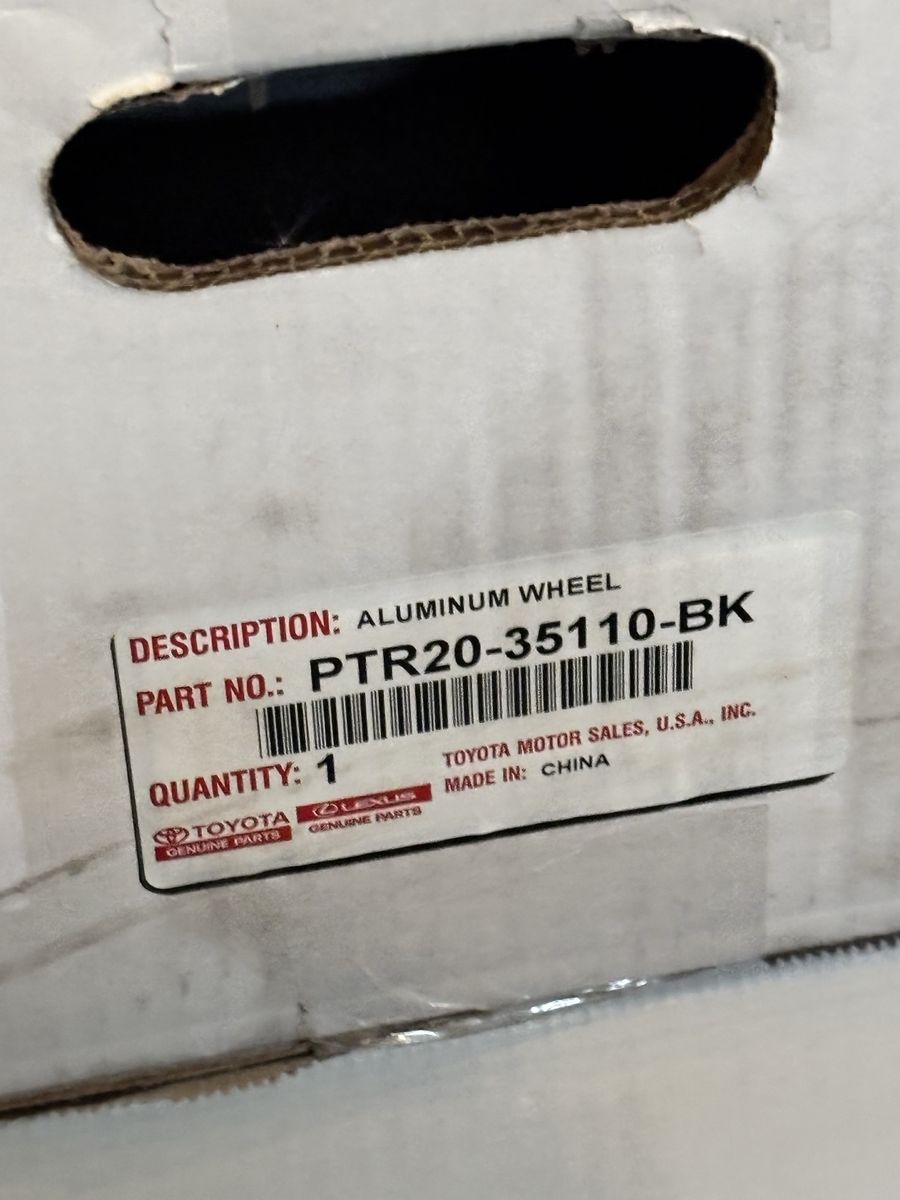 DESCRIPTION: ALUMINUM WHEEL
PART NO.: PTR20-35110-BK
QUANTITY: 1
TOYOTA MOTOR SALES, U.S.A., INC.
MADE IN: CHINA
TOYOTA
GENUINE PARTS
LEXUS
GENUINE PARTS